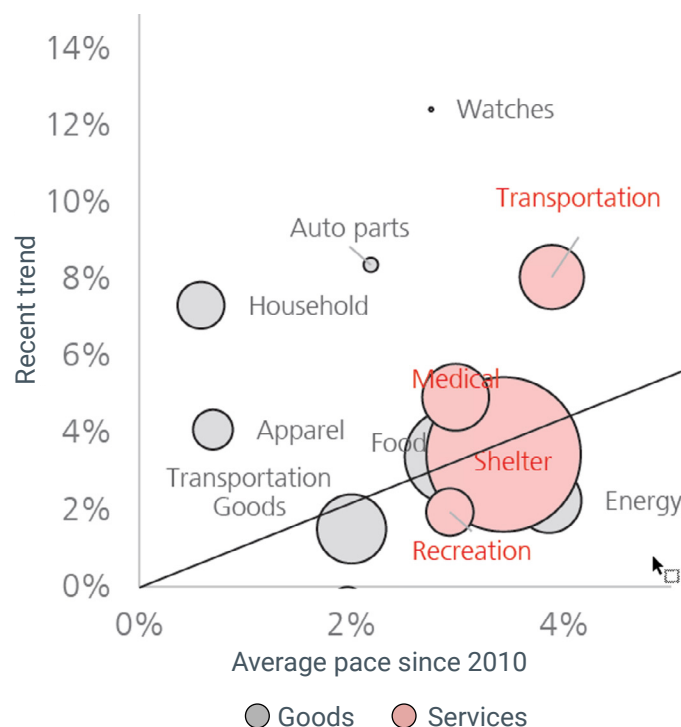 14%
12%
Watches
10%
Transportation
Auto parts
8%
Household
6%
Medical
4%
Apparel
Food
Shelter
Transportation
Goods
2%
Energy
Recreation
0%
0%
2%
4%
Recent trend
Average pace since 2010
Goods
Services